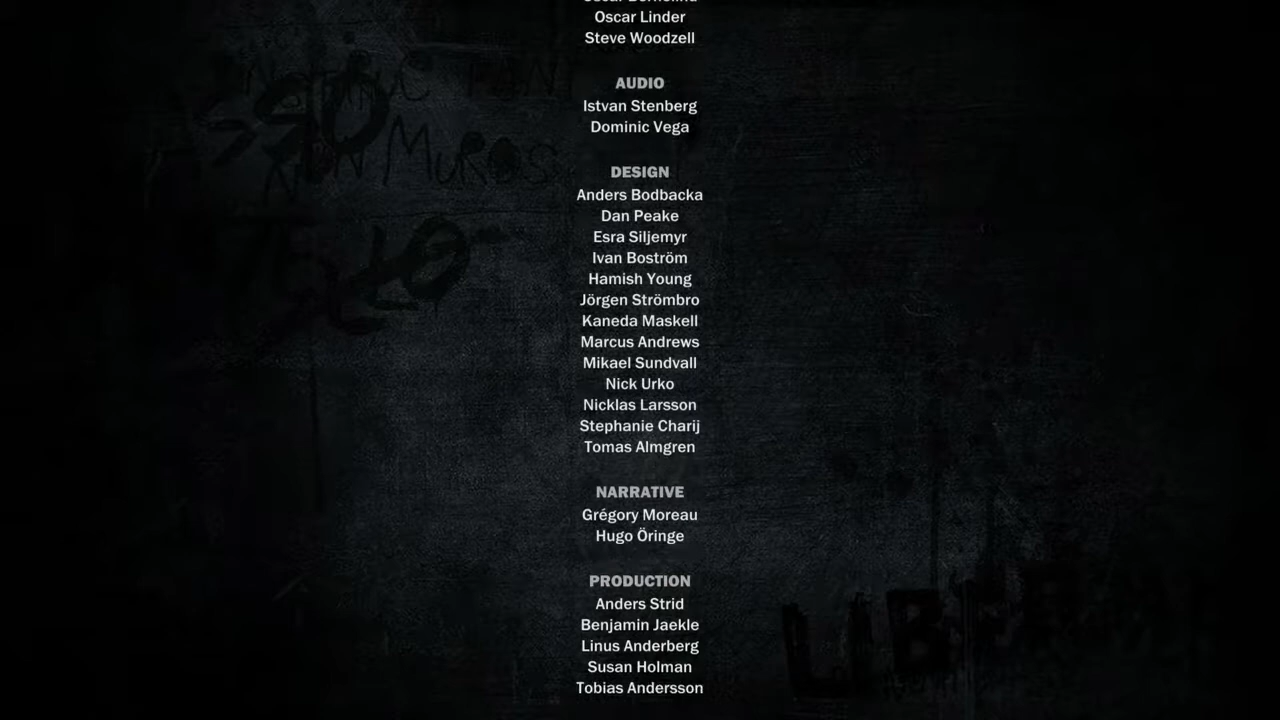 Oscar Linder
Steve Woodzell
AUDIO
Istvan Stenberg
Dominic Vega
DESIGN
Anders Bodbacka
Dan Peake
Esra Siljemyr
Ivan Boström
Hamish Young
Jörgen Strömbro
Kaneda Maskell
Marcus Andrews
Mikael Sundvall
Nick Urko
Nicklas Larsson
Stephanie Charij
Tomas Almgren
NARRATIVE
Grégory Moreau
Hugo Öringe
PRODUCTION
Anders Strid
Benjamin Jaekle
Linus Anderberg
Susan Holman
Tobias Andersson
MUROS